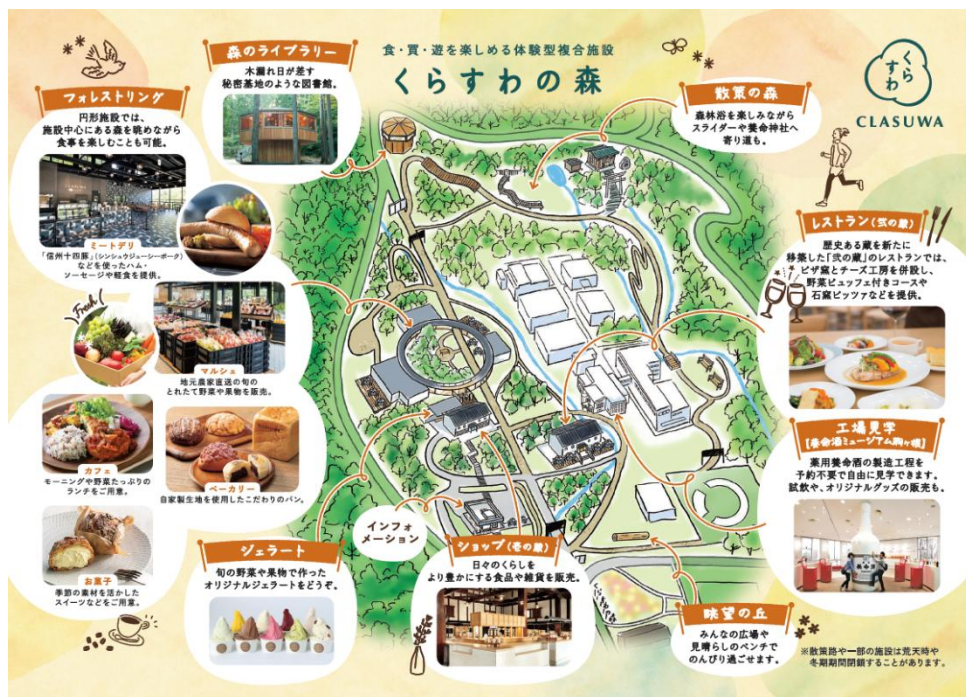 食・買・遊を楽しめる体験型複合施設
くらすわの森
くらすわ
CLASUWA
森のライブラリー
木漏れ日が差す
秘密基地のような図書館。
フォレストリング
円形施設では、
施設中心にある森を眺めながら
食事を楽しむことも可能。
ミートデリ
「信州十四豚」(シンシュウジューシーポーク)
などを使ったハム・
ソーセージや軽食を提供。
Fresh
マルシェ
地元農家直送の旬の
とれたて野菜や果物を販売。
カフェ
モーニングや野菜たっぷりの
ランチをご用意。
ベーカリー
自家製生地を使用したこだわりのパン。
お菓子
季節の素材を活かした
スイーツなどをご用意。
散策の森
森林浴を楽しみながら
スライダーや養命神社へ
寄り道も。
レストラン(弐の蔵)
歴史ある蔵を新たに
移築した「弐の蔵」のレストランでは、
ピザ窯とチーズ工房を併設し、
野菜ビュッフェ付きコースや
石窯ピッツァなどを提供。
工場見学
【養命酒ミュージアム駒ヶ根】
薬用養命酒の製造工程を
予約不要で自由に見学できます。
試飲や、オリジナルグッズの販売も。
インフォ
メーション
ジェラート
旬の野菜や果物で作った
オリジナルジェラートをどうぞ。
ショップ(壱の蔵)
日々のくらしを
より豊かにする食品や雑貨を販売。
眺望の丘
みんなの広場や
見晴らしのベンチで
のんびり過ごせます。
※散策路や一部の施設は荒天時や
冬期期間閉鎖することがあります。